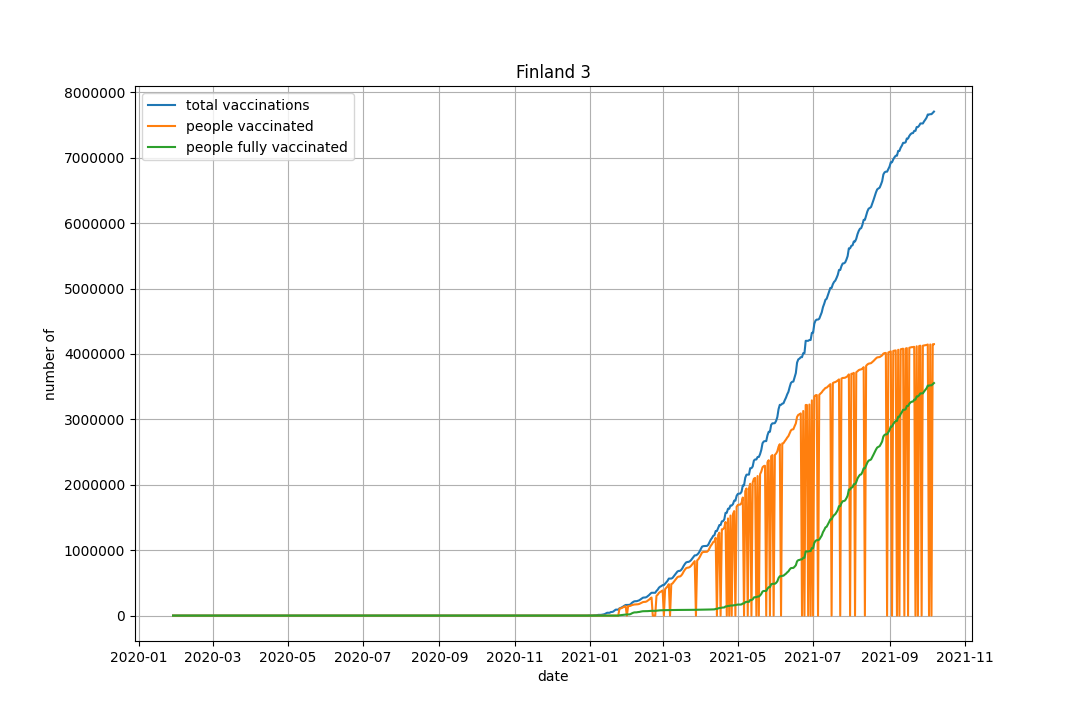 Finland 3
total vaccinations
people vaccinated
people fully vaccinated
number of
8000000
7000000
6000000
5000000
4000000
3000000
2000000
1000000
0
2020-01 2020-03 2020-05 2020-07 2020-09 2020-11 2021-01 2021-03 2021-05 2021-07 2021-09 2021-11
date